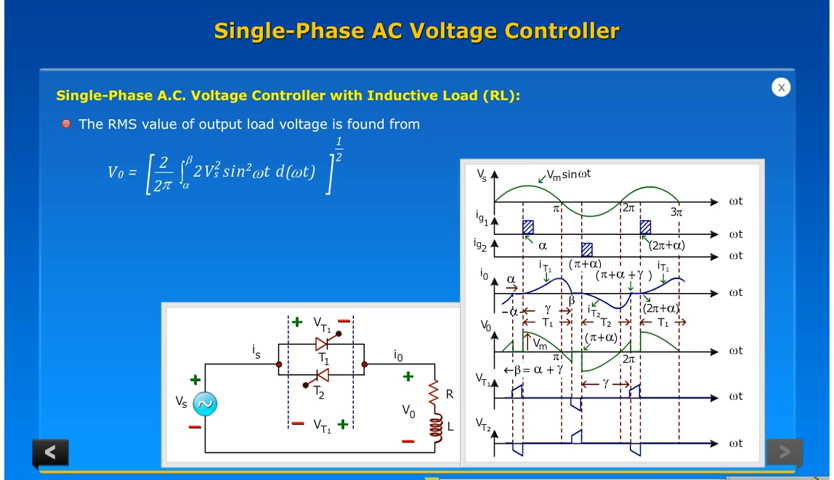 Single-Phase AC Voltage Controller
Single-Phase A.C. Voltage Controller with Inductive Load (RL):
X
The RMS value of output load voltage is found from
V₀ = [ 2/2π ∫αβ 2Vs² sin²ωt d(ωt) ]^1/2
Vs
Vm sinωt
π
2π
3π
ωt
ig1
α
(2π+α)
ωt
ig2
ωt
i0
α
iT1
(π+α)
(π+α+γ)
iT1
ωt
α
γ
β
iT2
(2π+α)
T1
T2
T1
V0
Vm
(π+α)
π
2π
ωt
β= α + γ
γ
VT1
ωt
VT2
ωt
+ VT1 −
is
T1
i0
T2
+
Vs
−
+
V0
−
R
L
− VT1 +
<
>